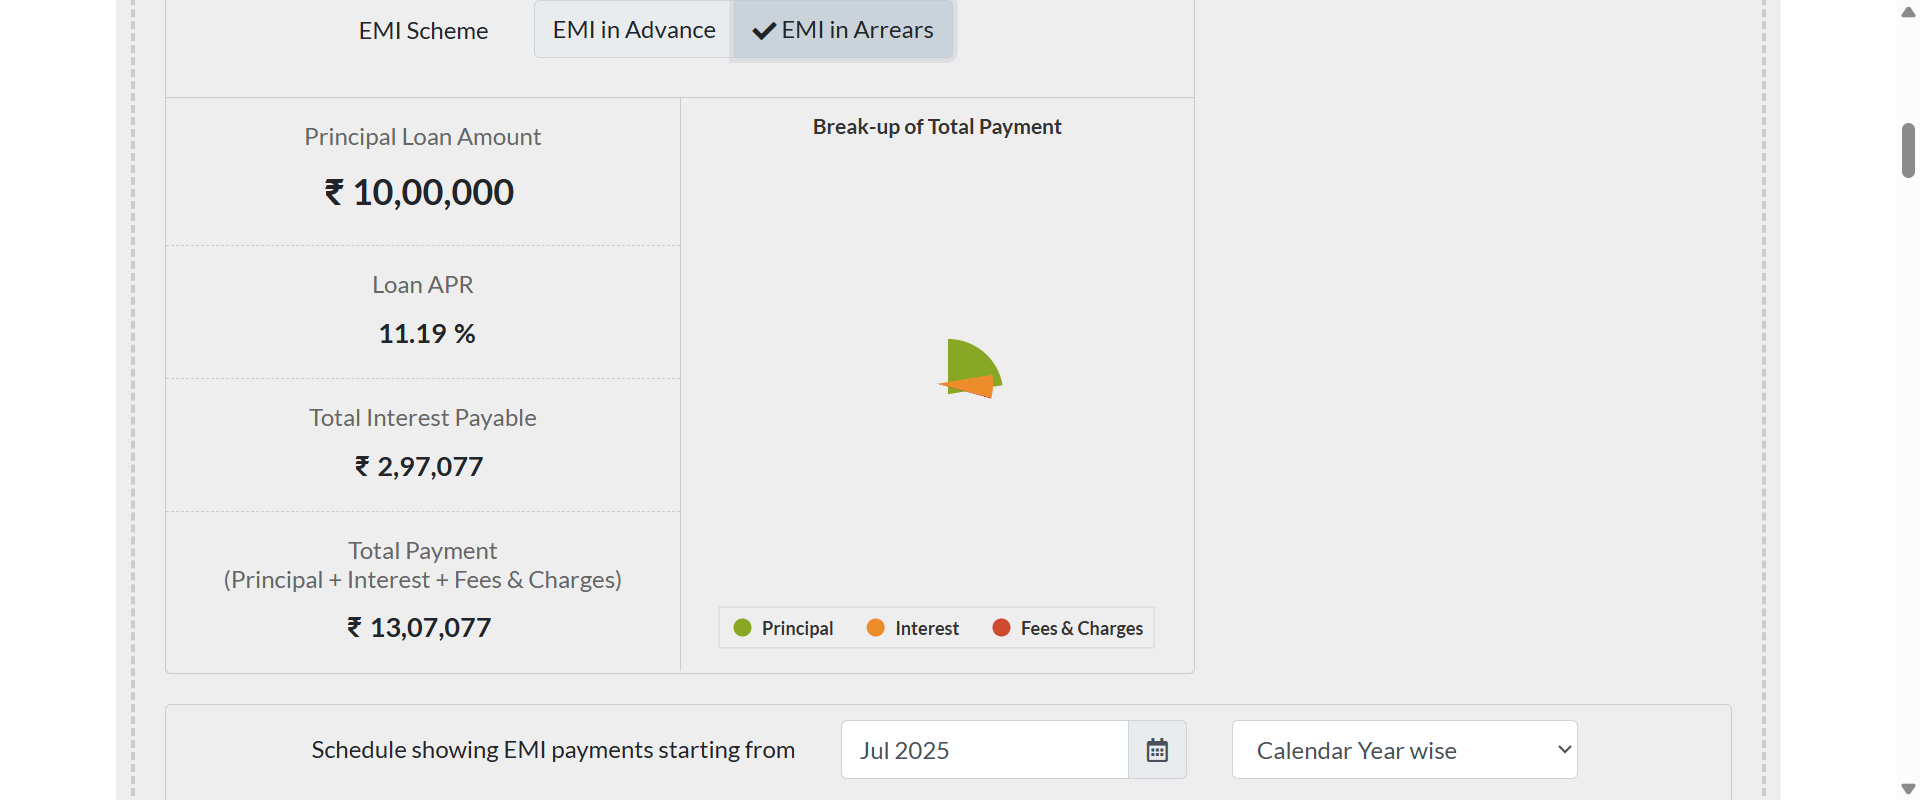 EMI Scheme
EMI in Advance
EMI in Arrears
Principal Loan Amount
₹ 10,00,000
Loan APR
11.19 %
Total Interest Payable
₹ 2,97,077
Total Payment
(Principal + Interest + Fees & Charges)
₹ 13,07,077
Break-up of Total Payment
Principal
Interest
Fees & Charges
Schedule showing EMI payments starting from
Jul 2025
Calendar Year wise